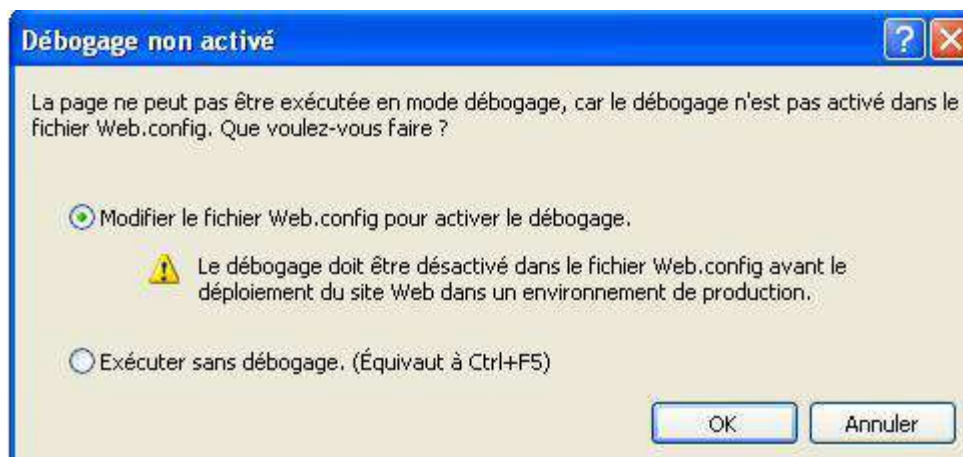 Débogage non activé
La page ne peut pas être exécutée en mode débogage, car le débogage n'est pas activé dans le
fichier Web.config. Que voulez-vous faire ?
Modifier le fichier Web.config pour activer le débogage.
Le débogage doit être désactivé dans le fichier Web.config avant le
déploiement du site Web dans un environnement de production.
Exécuter sans débogage. (Équivaut à Ctrl+F5)
OK
Annuler